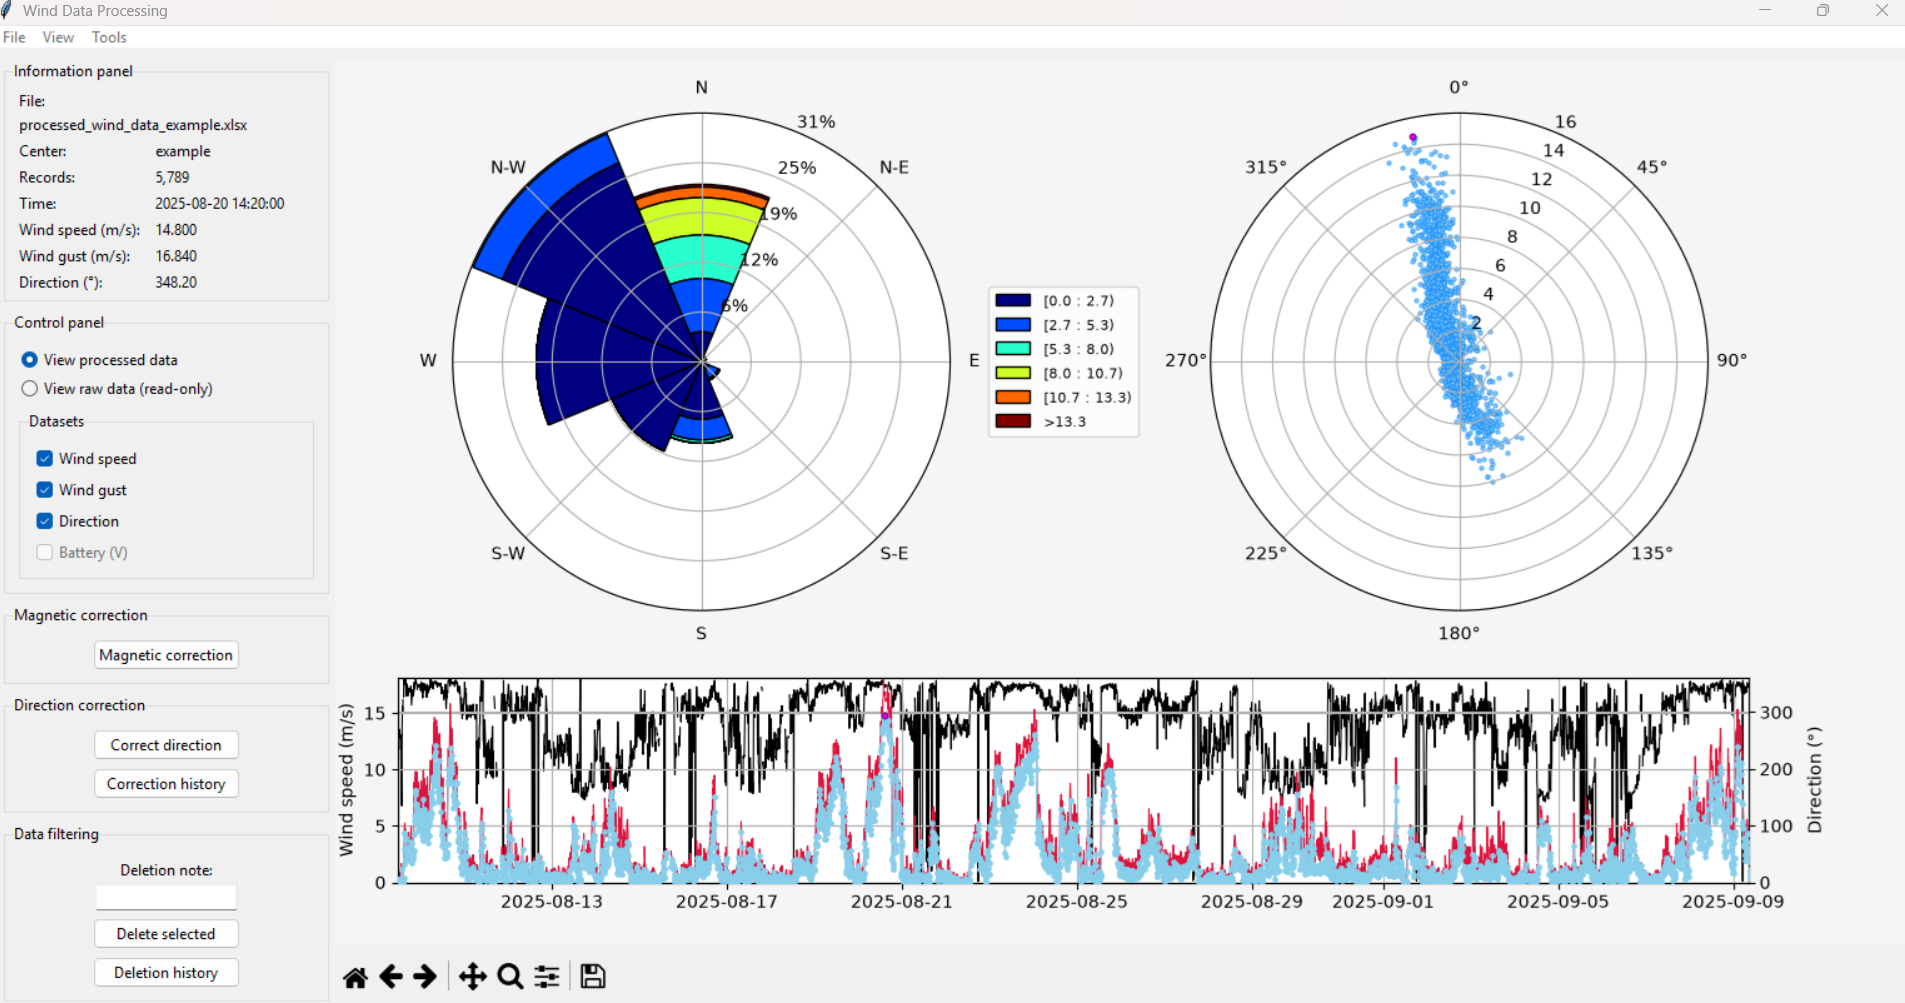 Wind Data Processing
File View Tools
Information panel
File:
processed_wind_data_example.xlsx
Center: example
Records: 5,789
Time: 2025-08-20 14:20:00
Wind speed (m/s): 14.800
Wind gust (m/s): 16.840
Direction (°): 348.20
Control panel
View processed data
View raw data (read-only)
Datasets
Wind speed
Wind gust
Direction
Battery (V)
Magnetic correction
Magnetic correction
Direction correction
Correct direction
Correction history
Data filtering
Deletion note:
Delete selected
Deletion history
N
31%
N-W
25%
N-E
19%
12%
6%
W
E
S-W
S-E
S
[0.0 : 2.7)
[2.7 : 5.3)
[5.3 : 8.0)
[8.0 : 10.7)
[10.7 : 13.3)
>13.3
0°
16
315°
14
45°
12
10
8
6
4
2
270°
90°
225°
135°
180°
Wind speed (m/s)
15
10
5
0
300
200
100
0
Direction (°)
2025-08-13 2025-08-17 2025-08-21 2025-08-25 2025-08-29 2025-09-01 2025-09-05 2025-09-09